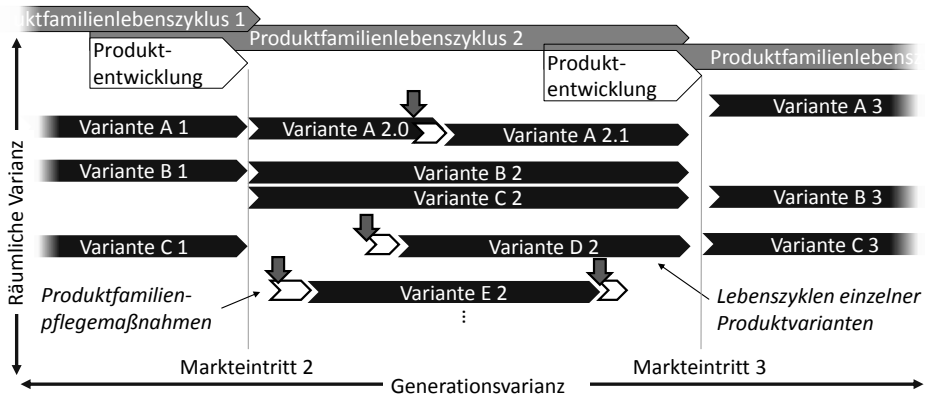 uktfamilienlebenszyklus 1
Produktfamilienlebenszyklus 2
Produktfamilienlebensz
Produkt-
entwicklung
Produkt-
entwicklung
Variante A 3
Variante A 1
Variante A 2.0
Variante A 2.1
Variante B 1
Variante B 2
Variante C 2
Variante B 3
Variante C 1
Variante D 2
Variante C 3
Variante E 2
Produktfamilien-
pflegemaßnahmen
Lebenszyklen einzelner
Produktvarianten
Räumliche Varianz
Markteintritt 2
Markteintritt 3
Generationsvarianz